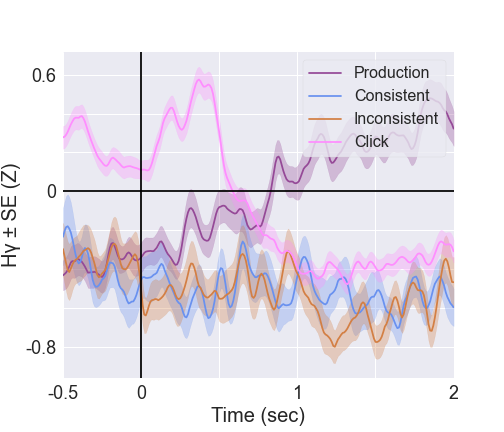 Hγ ± SE (Z)
0.6
0
-0.8
Production
Consistent
Inconsistent
Click
-0.5
0
1
2
Time (sec)